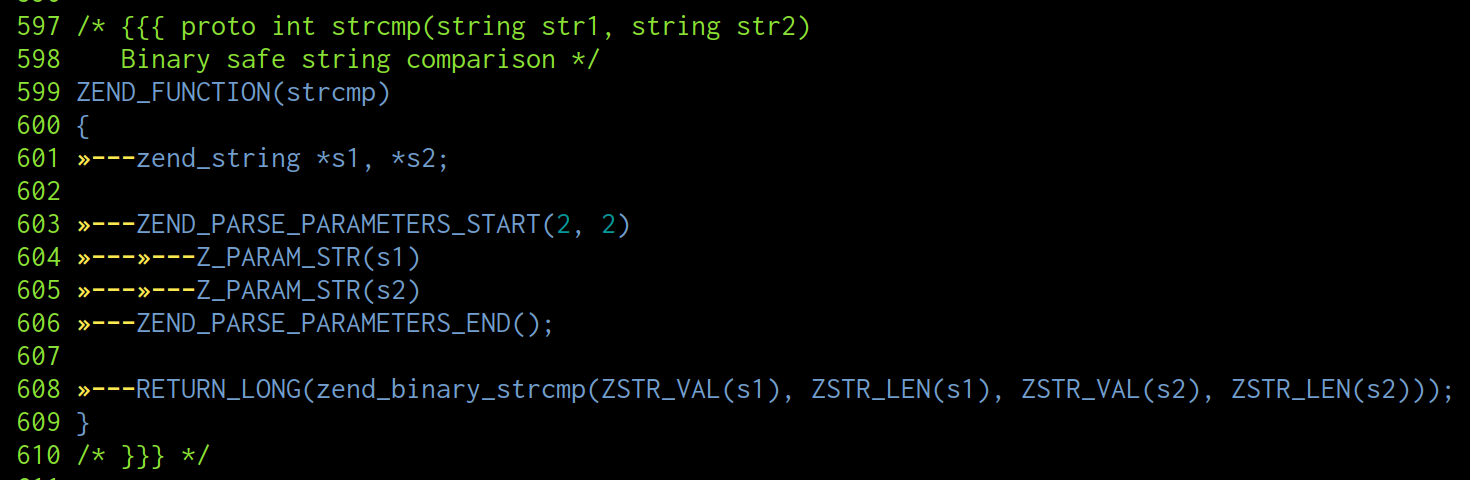 597 /* {{{ proto int strcmp(string str1, string str2)
598    Binary safe string comparison */
599 ZEND_FUNCTION(strcmp)
600 {
601 »---zend_string *s1, *s2;
602
603 »---ZEND_PARSE_PARAMETERS_START(2, 2)
604 »---»---Z_PARAM_STR(s1)
605 »---»---Z_PARAM_STR(s2)
606 »---ZEND_PARSE_PARAMETERS_END();
607
608 »---RETURN_LONG(zend_binary_strcmp(ZSTR_VAL(s1), ZSTR_LEN(s1), ZSTR_VAL(s2), ZSTR_LEN(s2)));
609 }
610 /* }}} */